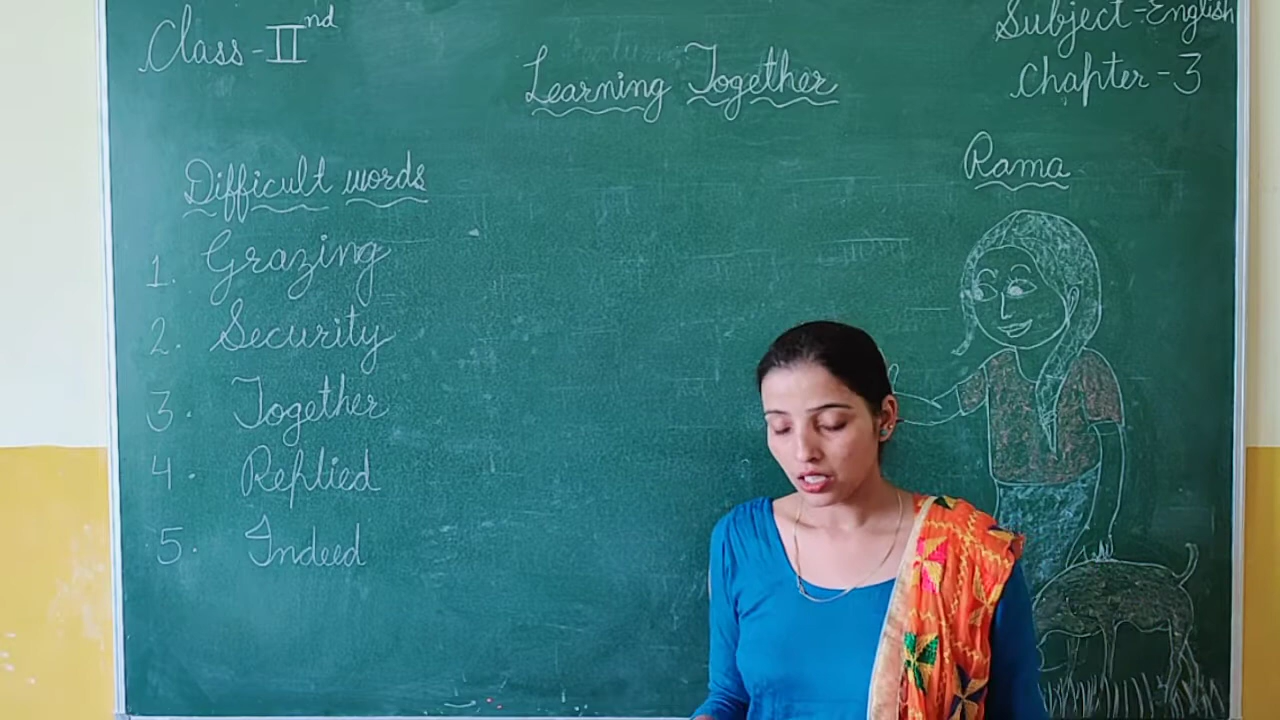 Class-IInd
Subject-English
Chapter-3
Learning Together
Difficult words
1. Grazing
2. Security
3. Together
4. Replied
5. Indeed
Rama